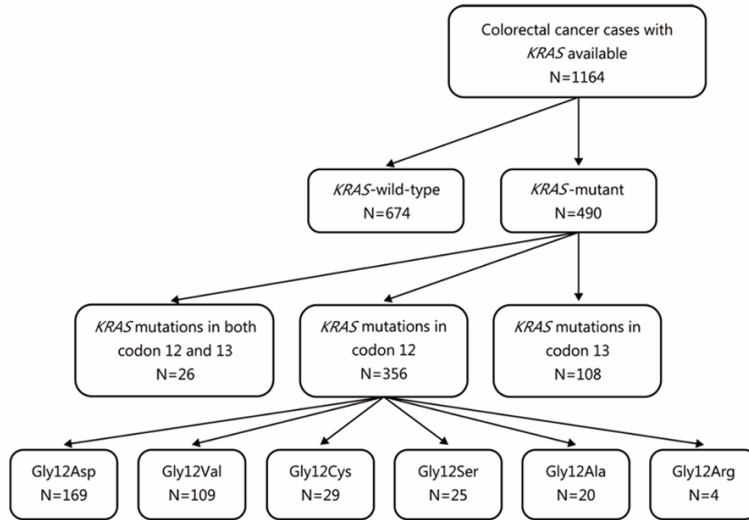 Colorectal cancer cases with
KRAS available
N=1164
KRAS-wild-type
N=674
KRAS-mutant
N=490
KRAS mutations in both
codon 12 and 13
N=26
KRAS mutations in
codon 12
N=356
KRAS mutations in
codon 13
N=108
Gly12Asp
N=169
Gly12Val
N=109
Gly12Cys
N=29
Gly12Ser
N=25
Gly12Ala
N=20
Gly12Arg
N=4